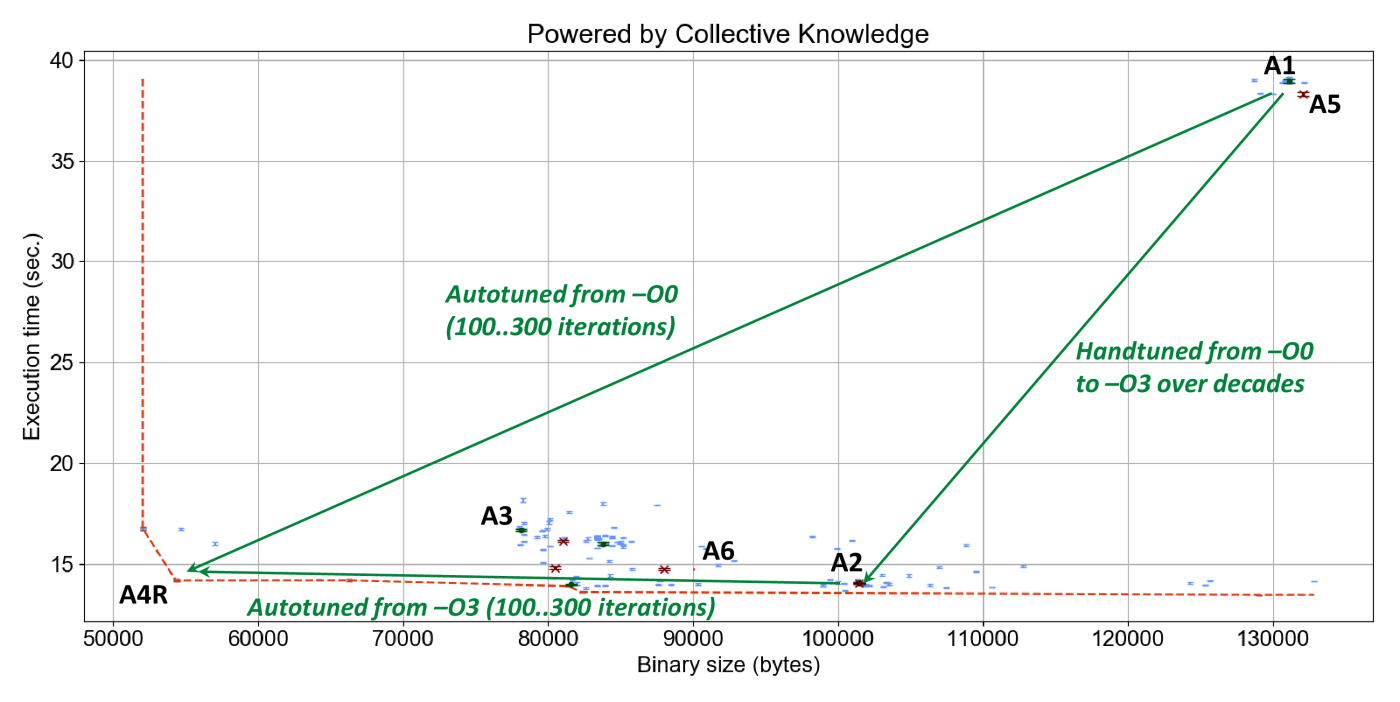 Powered by Collective Knowledge
40
35
30
25
20
15
Execution time (sec.)
A1
A5
Autotuned from –O0
(100..300 iterations)
Handtuned from –O0
to –O3 over decades
A3
A6
A2
A4R
Autotuned from –O3 (100..300 iterations)
50000 60000 70000 80000 90000 100000 110000 120000 130000
Binary size (bytes)